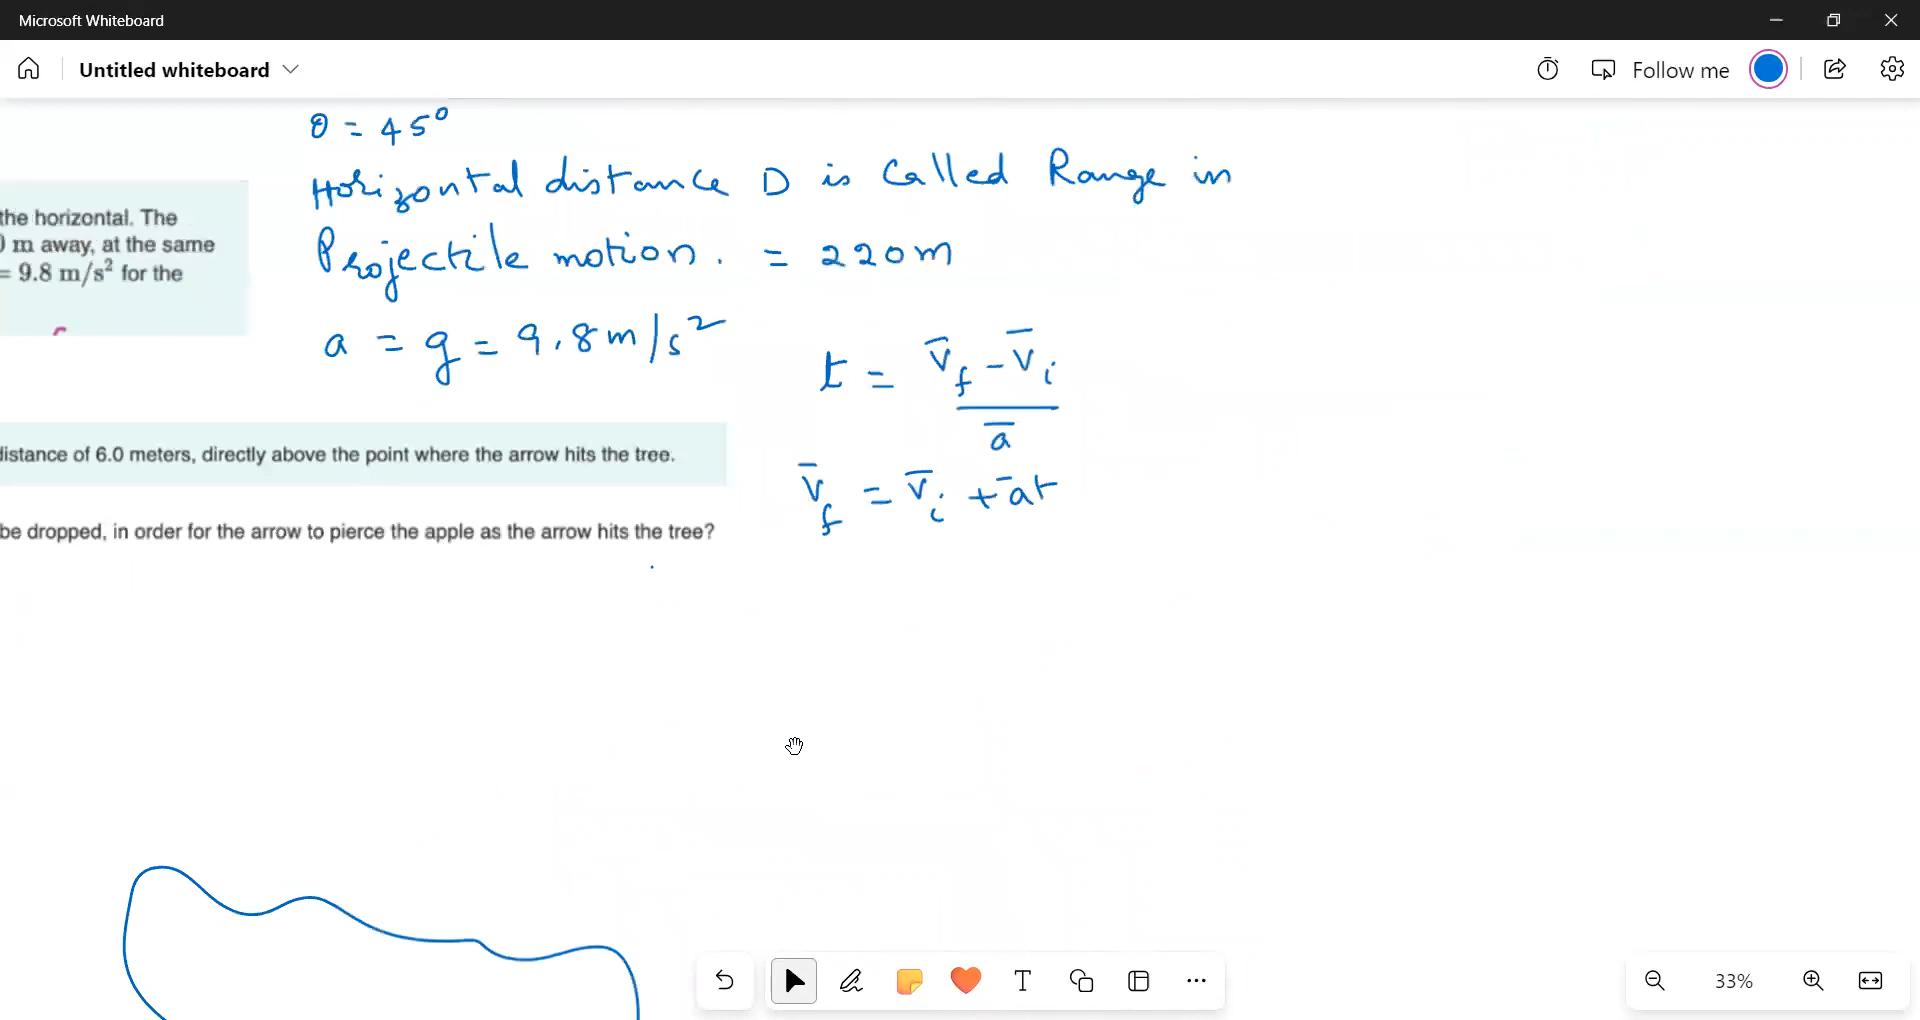 Microsoft Whiteboard
Untitled whiteboard
Follow me
θ = 45°
Horizontal distance D is called Range in
Projectile motion. = 220m
the horizontal. The
0 m away, at the same
= 9.8 m/s² for the
a = g = 9.8 m/s²
t = v̄f - v̄i
ā
distance of 6.0 meters, directly above the point where the arrow hits the tree.
v̄f = v̄i + āt
be dropped, in order for the arrow to pierce the apple as the arrow hits the tree?
33%